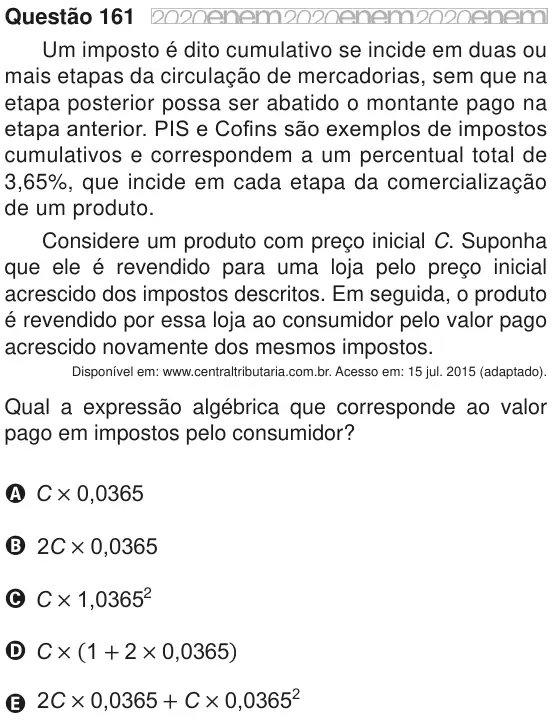 Questão 161 2020enem2020enem2020enem
Um imposto é dito cumulativo se incide em duas ou
mais etapas da circulação de mercadorias, sem que na
etapa posterior possa ser abatido o montante pago na
etapa anterior. PIS e Cofins são exemplos de impostos
cumulativos e correspondem a um percentual total de
3,65%, que incide em cada etapa da comercialização
de um produto.
Considere um produto com preço inicial C. Suponha
que ele é revendido para uma loja pelo preço inicial
acrescido dos impostos descritos. Em seguida, o produto
é revendido por essa loja ao consumidor pelo valor pago
acrescido novamente dos mesmos impostos.
Disponível em: www.centraltributaria.com.br. Acesso em: 15 jul. 2015 (adaptado).
Qual a expressão algébrica que corresponde ao valor
pago em impostos pelo consumidor?
A C × 0,0365
B 2C × 0,0365
C C × 1,0365²
D C × (1 + 2 × 0,0365)
E 2C × 0,0365 + C × 0,0365²